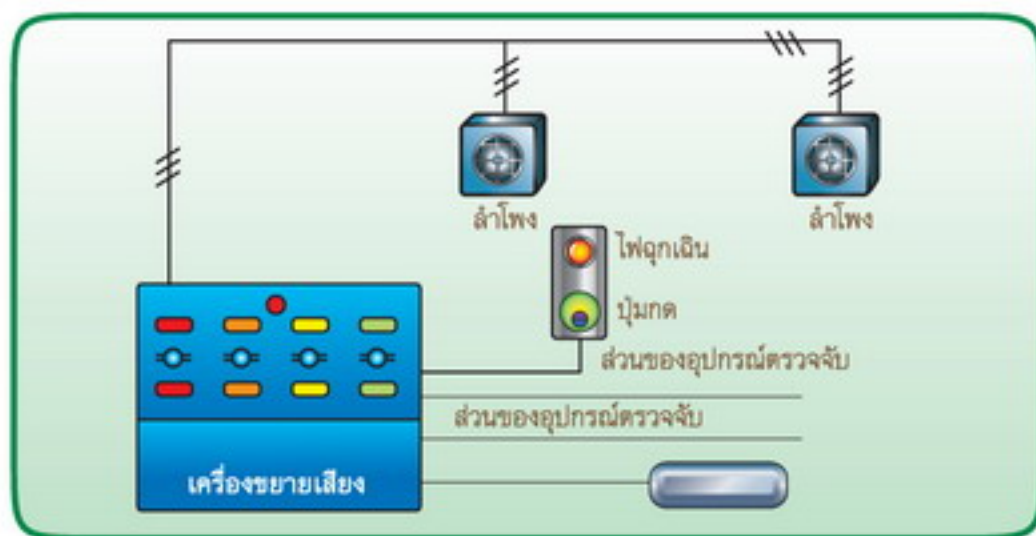 ลำโพง
ลำโพง
ไฟฉุกเฉิน
ปุ่มกด
ส่วนของอุปกรณ์ตรวจจับ
ส่วนของอุปกรณ์ตรวจจับ
เครื่องขยายเสียง